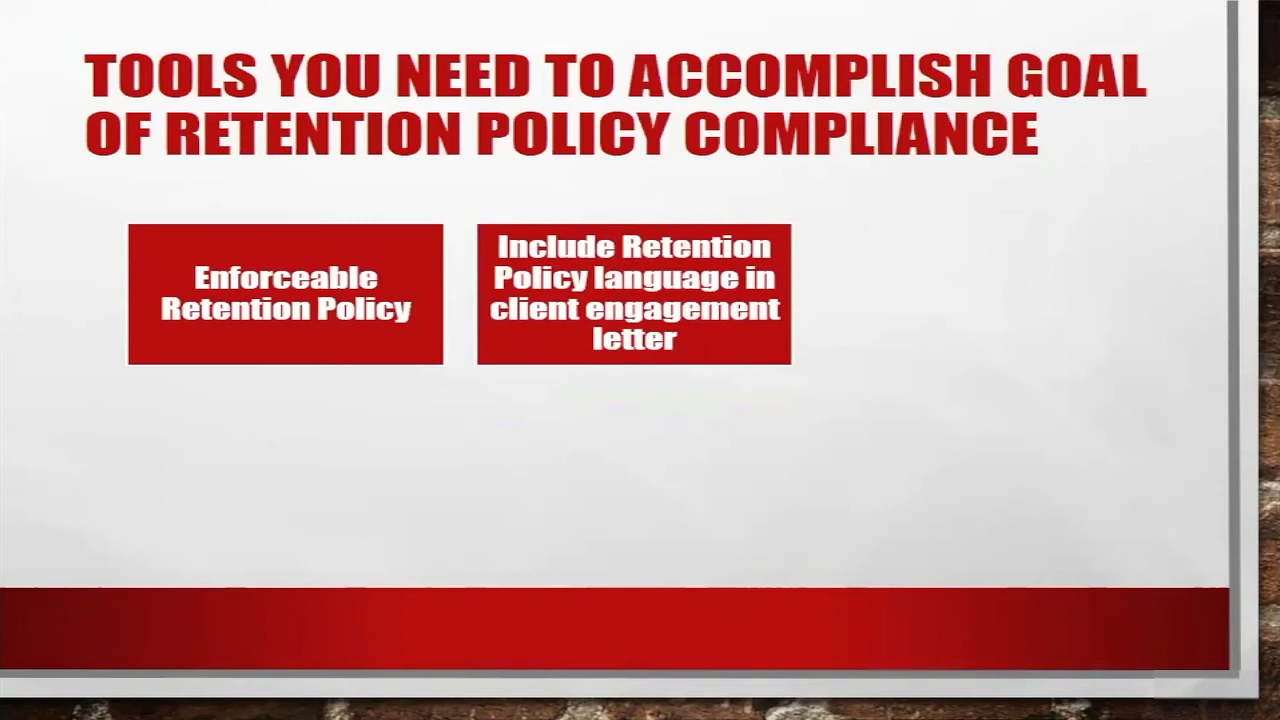 TOOLS YOU NEED TO ACCOMPLISH GOAL
OF RETENTION POLICY COMPLIANCE
Enforceable
Retention Policy
Include Retention
Policy language in
client engagement
letter